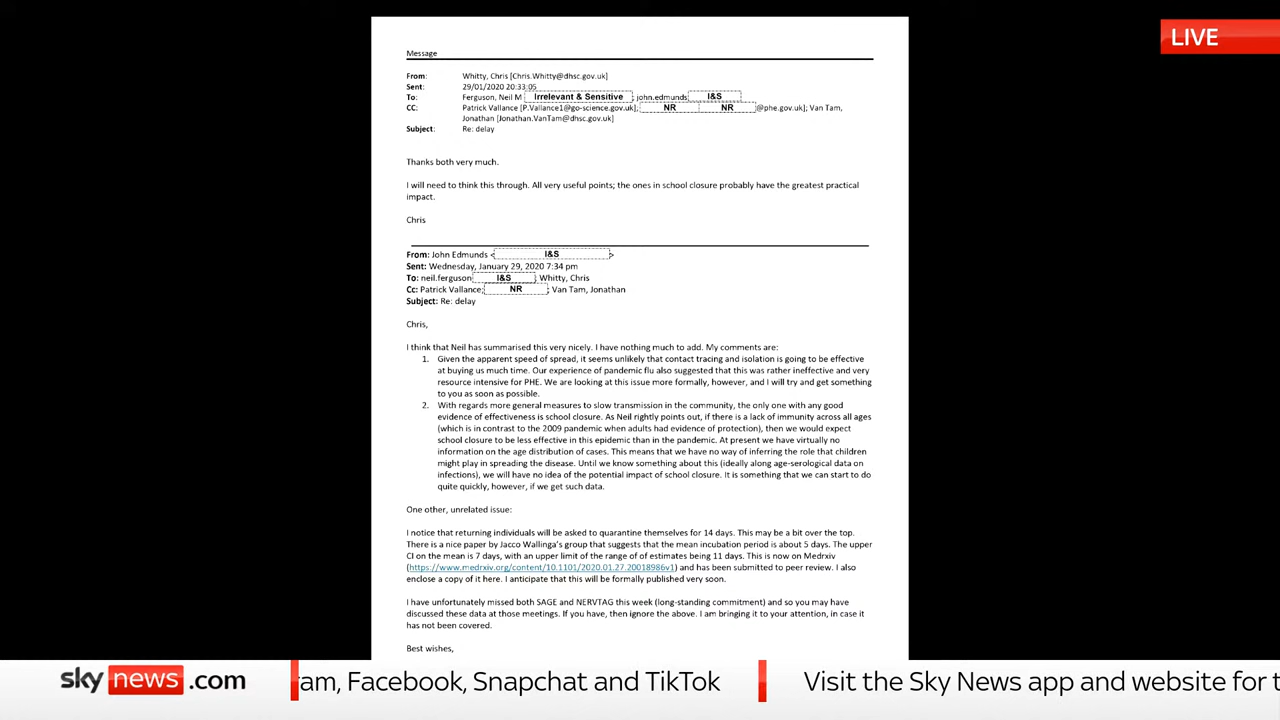 LIVE
Message
From: Whitty, Chris [Chris.Whitty@dhsc.gov.uk]
Sent: 29/01/2020 20:33:05
To: Ferguson, Neil M Irrelevant & Sensitive ; john.edmunds I&S
CC: Patrick Vallance [P.Vallance1@go-science.gov.uk]; NR NR @phe.gov.uk]; Van Tam,
Jonathan [Jonathan.VanTam@dhsc.gov.uk]
Subject: Re: delay
Thanks both very much.
I will need to think this through. All very useful points; the ones in school closure probably have the greatest practical
impact.
Chris
From: John Edmunds < I&S >
Sent: Wednesday, January 29, 2020 7:34 pm
To: neil.ferguson I&S ; Whitty, Chris
Cc: Patrick Vallance; NR ; Van Tam, Jonathan
Subject: Re: delay
Chris,
I think that Neil has summarised this very nicely. I have nothing much to add. My comments are:
1. Given the apparent speed of spread, it seems unlikely that contact tracing and isolation is going to be effective
at buying us much time. Our experience of pandemic flu also suggested that this was rather ineffective and very
resource intensive for PHE. We are looking at this issue more formally, however, and I will try and get something
to you as soon as possible.
2. With regards more general measures to slow transmission in the community, the only one with any good
evidence of effectiveness is school closure. As Neil rightly points out, if there is a lack of immunity across all ages
(which is in contrast to the 2009 pandemic when adults had evidence of protection), then we would expect
school closure to be less effective in this epidemic than in the pandemic. At present we have virtually no
information on the age distribution of cases. This means that we have no way of inferring the role that children
might play in spreading the disease. Until we know something about this (ideally along age-serological data on
infections), we will have no idea of the potential impact of school closure. It is something that we can start to do
quite quickly, however, if we get such data.
One other, unrelated issue:
I notice that returning individuals will be asked to quarantine themselves for 14 days. This may be a bit over the top.
There is a nice paper by Jacco Wallinga's group that suggests that the mean incubation period is about 5 days. The upper
CI on the mean is 7 days, with an upper limit of the range of of estimates being 11 days. This is now on Medrxiv
(https://www.medrxiv.org/content/10.1101/2020.01.27.20018986v1) and has been submitted to peer review. I also
enclose a copy of it here. I anticipate that this will be formally published very soon.
I have unfortunately missed both SAGE and NERVTAG this week (long-standing commitment) and so you may have
discussed these data at those meetings. If you have, then ignore the above. I am bringing it to your attention, in case it
has not been covered.
Best wishes,
sky news .com am, Facebook, Snapchat and TikTok Visit the Sky News app and website for t